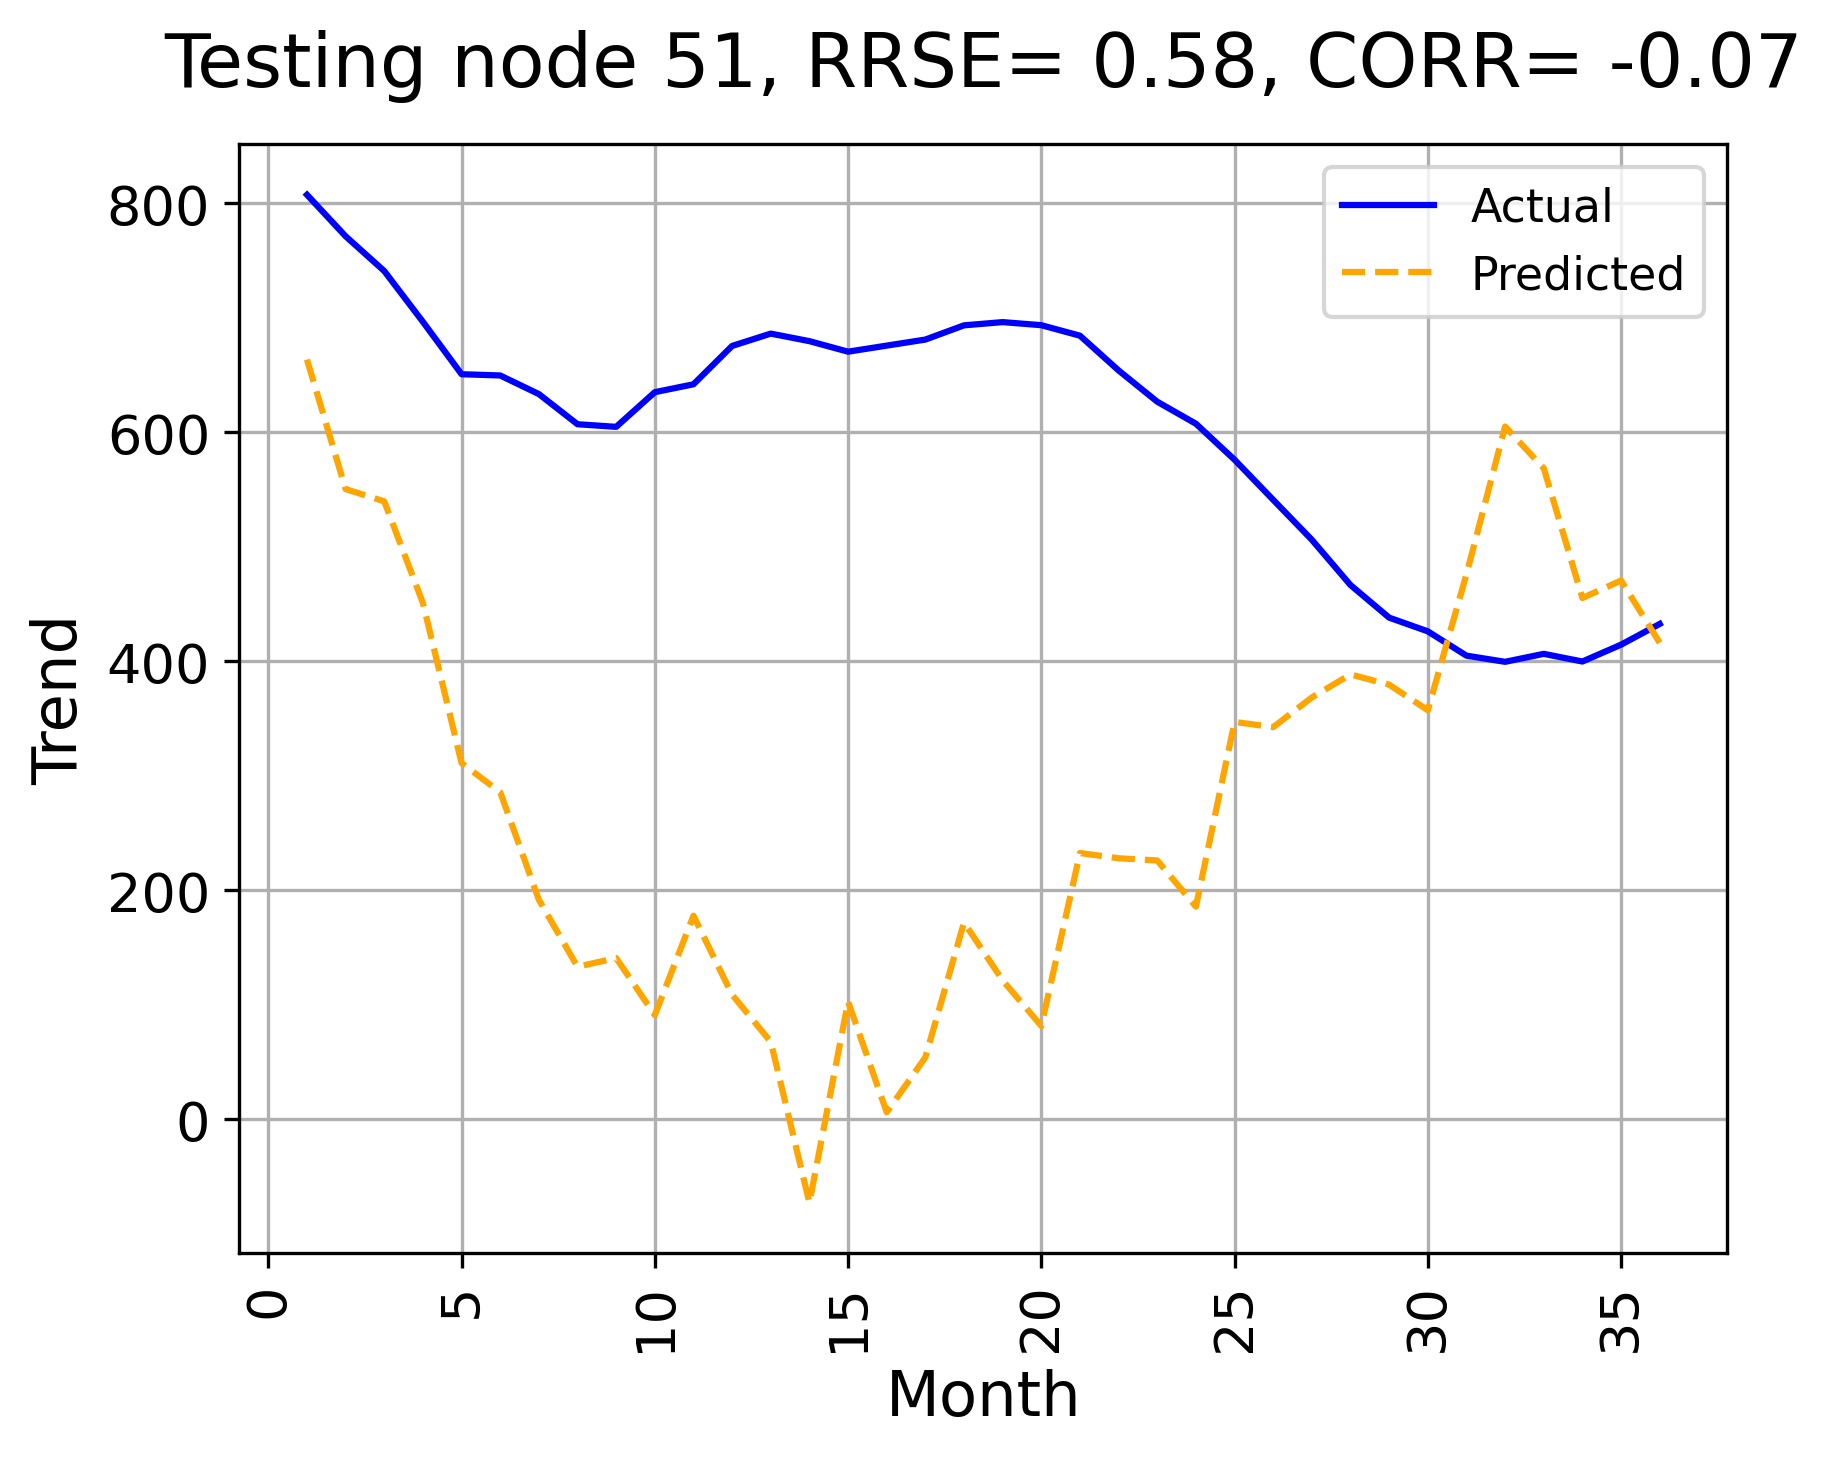 Testing node 51, RRSE= 0.58, CORR= -0.07
Actual
Predicted
800
600
400
200
0
Trend
0 5 10 15 20 25 30 35
Month